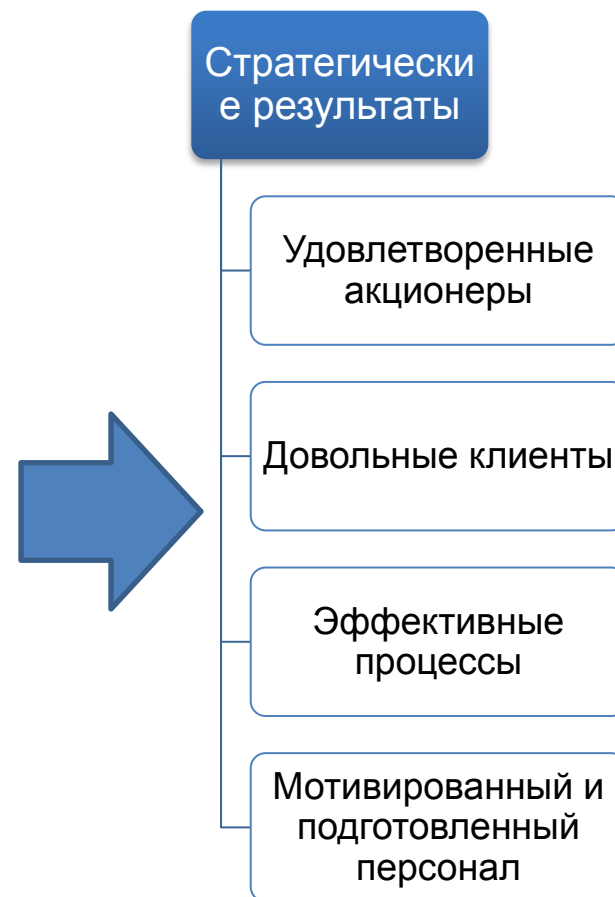 Стратегически
е результаты
Удовлетворенные
акционеры
Довольные клиенты
Эффективные
процессы
Мотивированный и
подготовленный
персонал